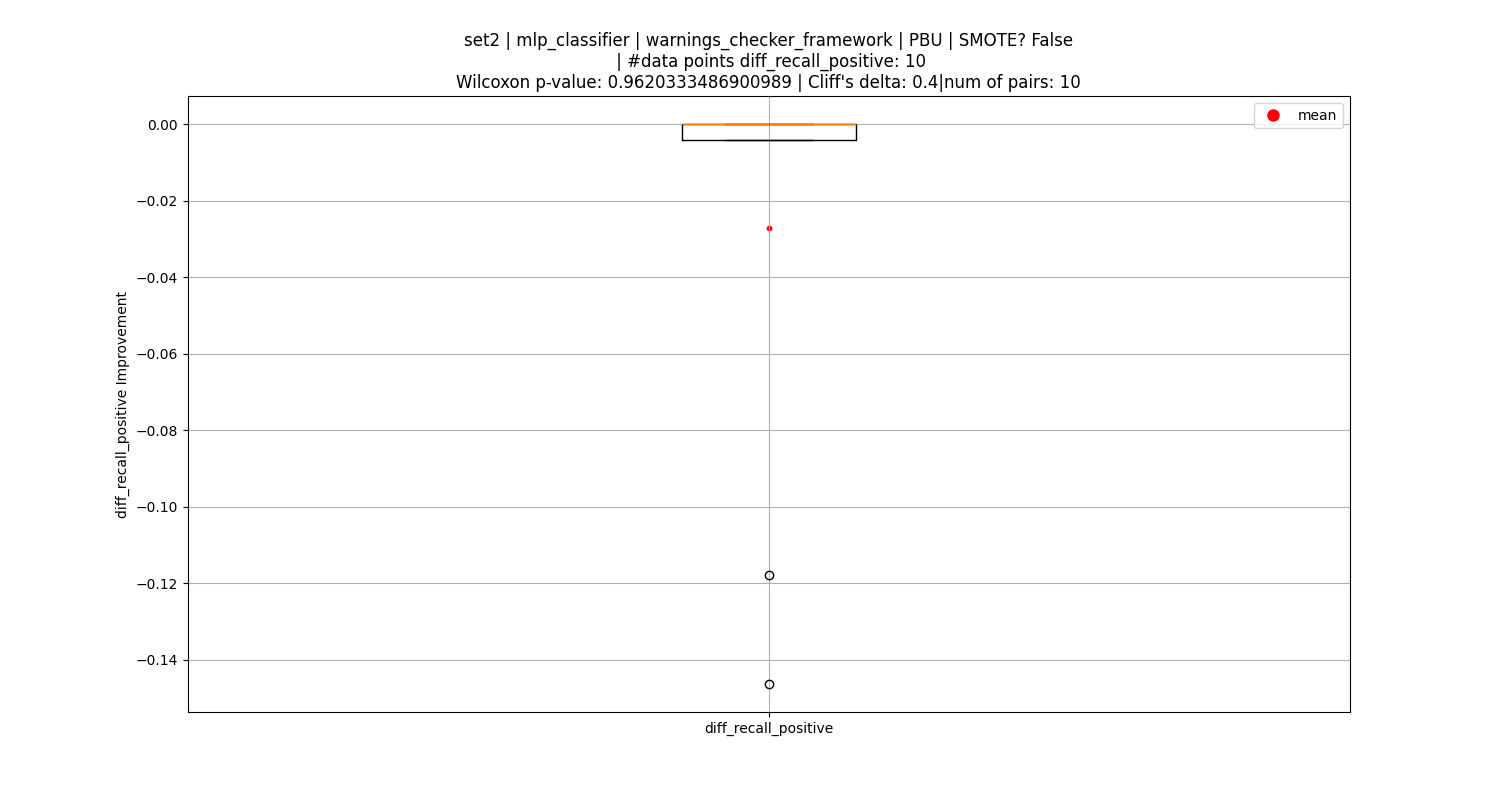 set2 | mlp_classifier | warnings_checker_framework | PBU | SMOTE? False
| #data points diff_recall_positive: 10
Wilcoxon p-value: 0.9620333486900989 | Cliff's delta: 0.4|num of pairs: 10
mean
0.00
−0.02
−0.04
−0.06
−0.08
−0.10
−0.12
−0.14
diff_recall_positive Improvement
diff_recall_positive